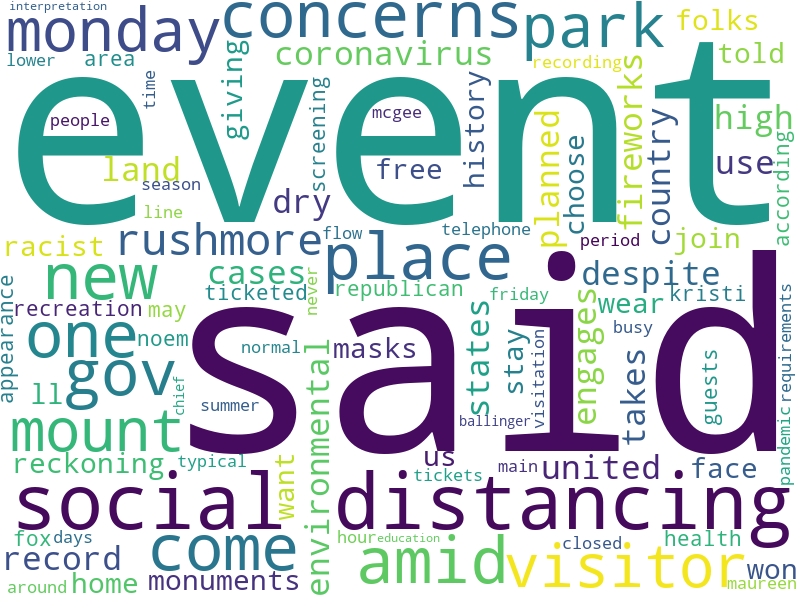 interpretation
monday
concerns
park
folks
lower
area
coronavirus
told
event
time
giving
screening
mcgee
people
history
recording
planned
choose
fireworks
country
high
according
land
season
line
free
dry
use
racist
rushmore
flow
telephone
period
join
place
new
cases
ticketed
never
republican
friday
despite
wear
kristi
appearance
recreation
may
one
noem
said
normal
masks
states
stay
visitation
engages
busy
requirements
gov
ll
chief
summer
environmental
takes
guests
pandemic
mount
ballinger
reckoning
typical
want
us
tickets
main
united
face
social distancing
fox
days
record
come
hour
education
amid
closed
visitor
health
won
around
home
monuments
maureen